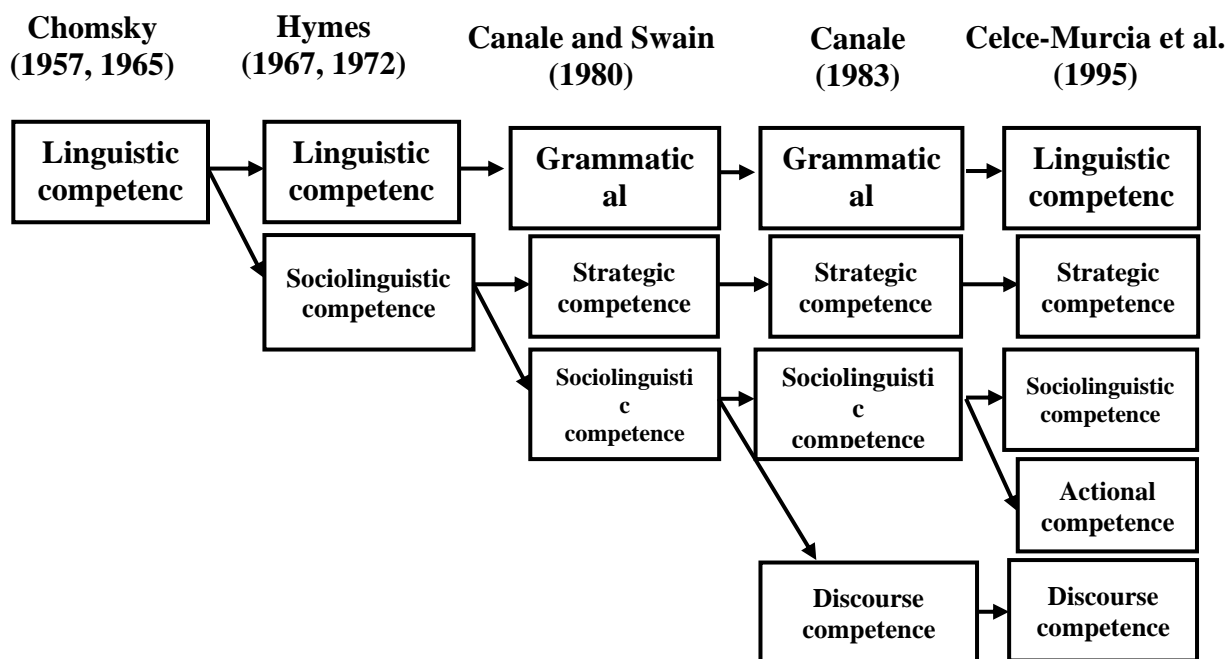 Chomsky
(1957, 1965)
Hymes
(1967, 1972)
Canale and Swain
(1980)
Canale
(1983)
Celce-Murcia et al.
(1995)
Linguistic
competenc
Linguistic
competenc
Grammatic
al
Grammatic
al
Linguistic
competenc
Sociolinguistic
competence
Strategic
competence
Strategic
competence
Strategic
competence
Sociolinguisti
c
competence
Sociolinguisti
c
competence
Sociolinguistic
competence
Actional
competence
Discourse
competence
Discourse
competence